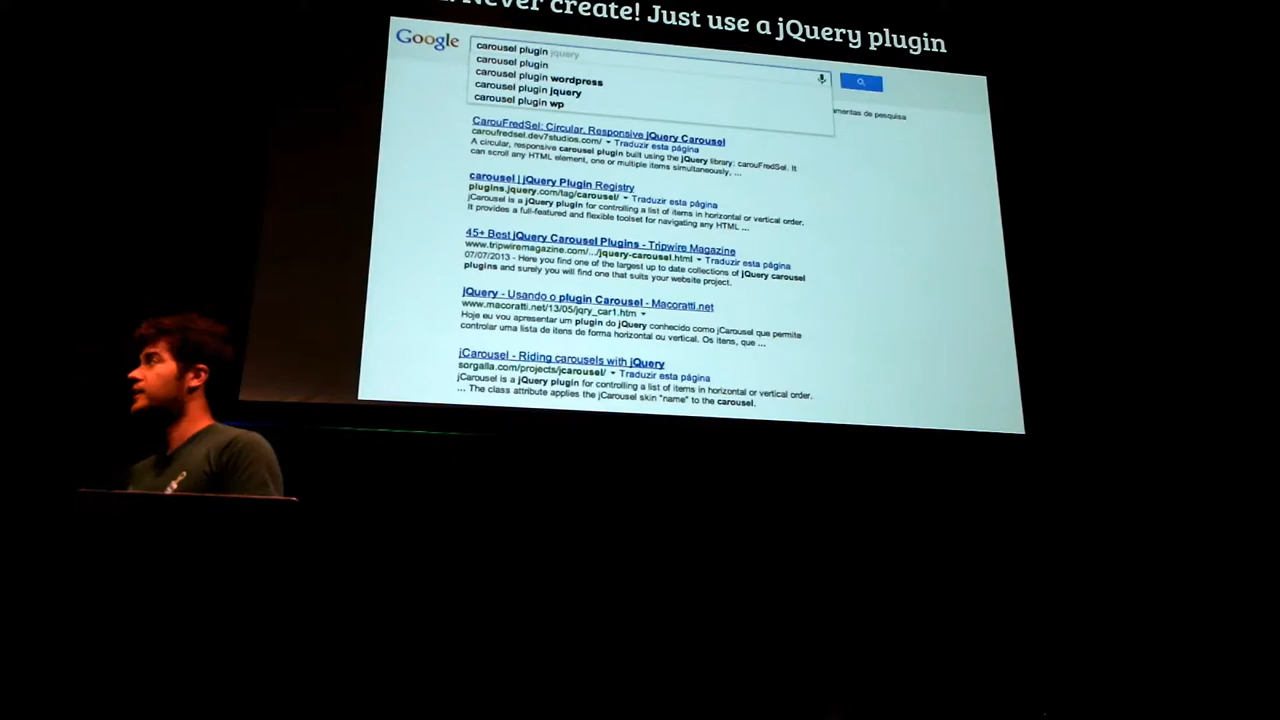 Never create! Just use a jQuery plugin
Google
carousel plugin jquery
carousel plugin
carousel plugin wordpress
carousel plugin jquery
carousel plugin wp
amentas de pesquisa
CarouFredSel: Circular, Responsive jQuery Carousel
caroufredsel.dev7studios.com/ ▾ Traduzir esta página
A circular, responsive carousel plugin built using the jQuery library: carouFredSel. It
can scroll any HTML element, one or multiple items simultaneously, ...
carousel | jQuery Plugin Registry
plugins.jquery.com/tag/carousel/ ▾ Traduzir esta página
jCarousel is a jQuery plugin for controlling a list of items in horizontal or vertical order.
It provides a full-featured and flexible toolset for navigating any HTML ...
45+ Best jQuery Carousel Plugins - Tripwire Magazine
www.tripwiremagazine.com/.../jquery-carousel.html ▾ Traduzir esta página
07/07/2013 - Here you find one of the largest up to date collections of jQuery carousel
plugins and surely you will find one that suits your website project.
jQuery - Usando o plugin Carousel - Macoratti.net
www.macoratti.net/13/05/jqry_car1.htm ▾
Hoje eu vou apresentar um plugin do jQuery conhecido como jCarousel que permite
controlar uma lista de itens de forma horizontal ou vertical. Os itens, que ...
jCarousel - Riding carousels with jQuery
sorgalla.com/projects/jcarousel/ ▾ Traduzir esta página
jCarousel is a jQuery plugin for controlling a list of items in horizontal or vertical order.
... The class attribute applies the jCarousel skin "name" to the carousel.